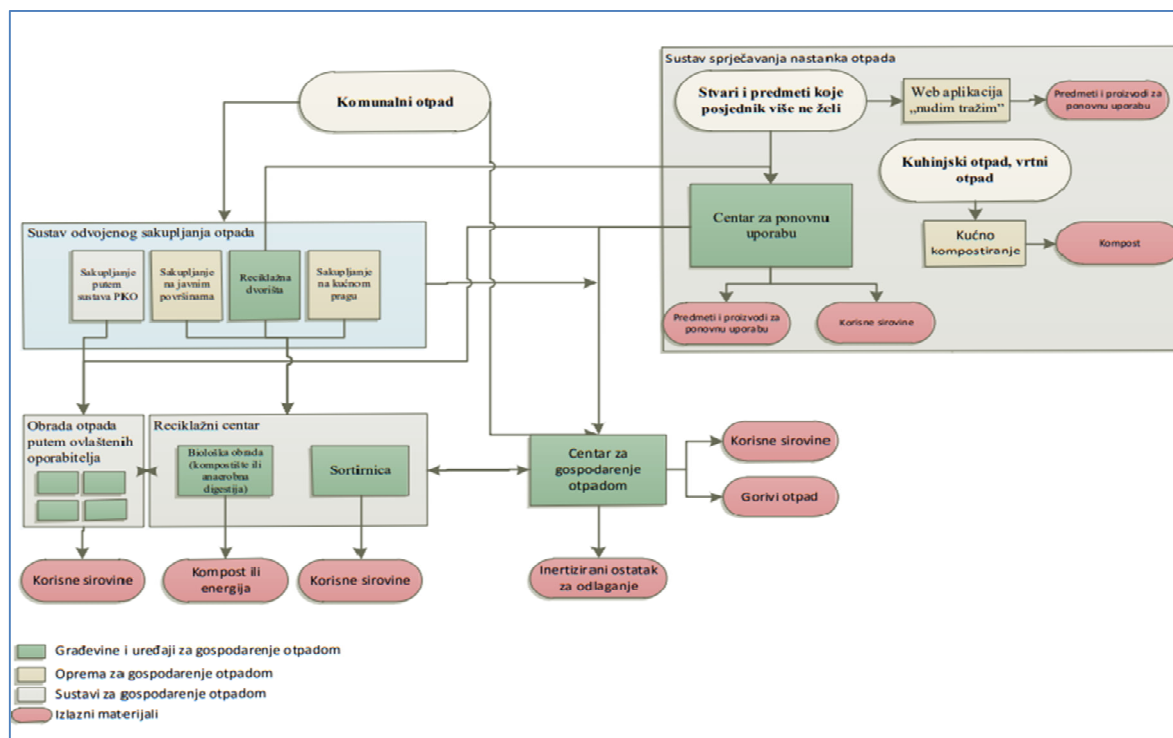 Sustav sprječavanja nastanka otpada
Komunalni otpad
Stvari i predmeti koje
posjednik više ne želi
Web aplikacija
„nudim tražim”
Predmeti i proizvodi za
ponovnu uporabu
Kuhinjski otpad, vrtni
otpad
Centar za ponovnu
uporabu
Kućno
kompostiranje
Kompost
Predmeti i proizvodi za
ponovnu uporabu
Korisne sirovine
Sustav odvojenog sakupljanja otpada
Sakupljanje
putem
sustava PKO
Sakupljanje
na javnim
površinama
Reciklažna
dvorišta
Sakupljanje
na kućnom
pragu
Obrada otpada
putem ovlaštenih
oporabitelja
Reciklažni centar
Biološka obrada
(kompostište ili
anaerobna
digestija)
Sortirnica
Centar za
gospodarenje
otpadom
Korisne sirovine
Gorivi otpad
Korisne sirovine
Kompost ili
energija
Korisne sirovine
Inertizirani ostatak
za odlaganje
Građevine i uređaji za gospodarenje otpadom
Oprema za gospodarenje otpadom
Sustavi za gospodarenje otpadom
Izlazni materijali